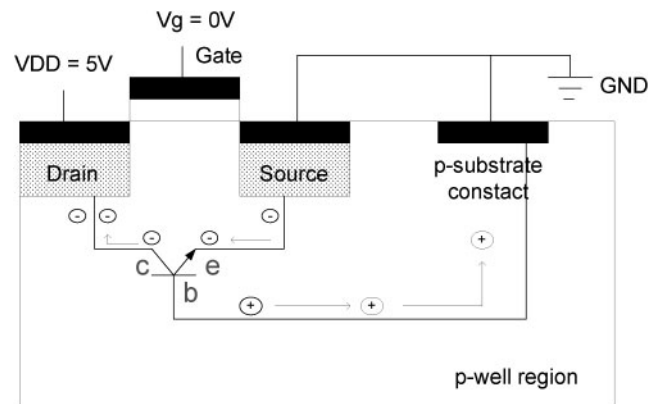 Vg = 0V
Gate
VDD = 5V
GND
Drain
Source
p-substrate
constact
c
e
b
p-well region